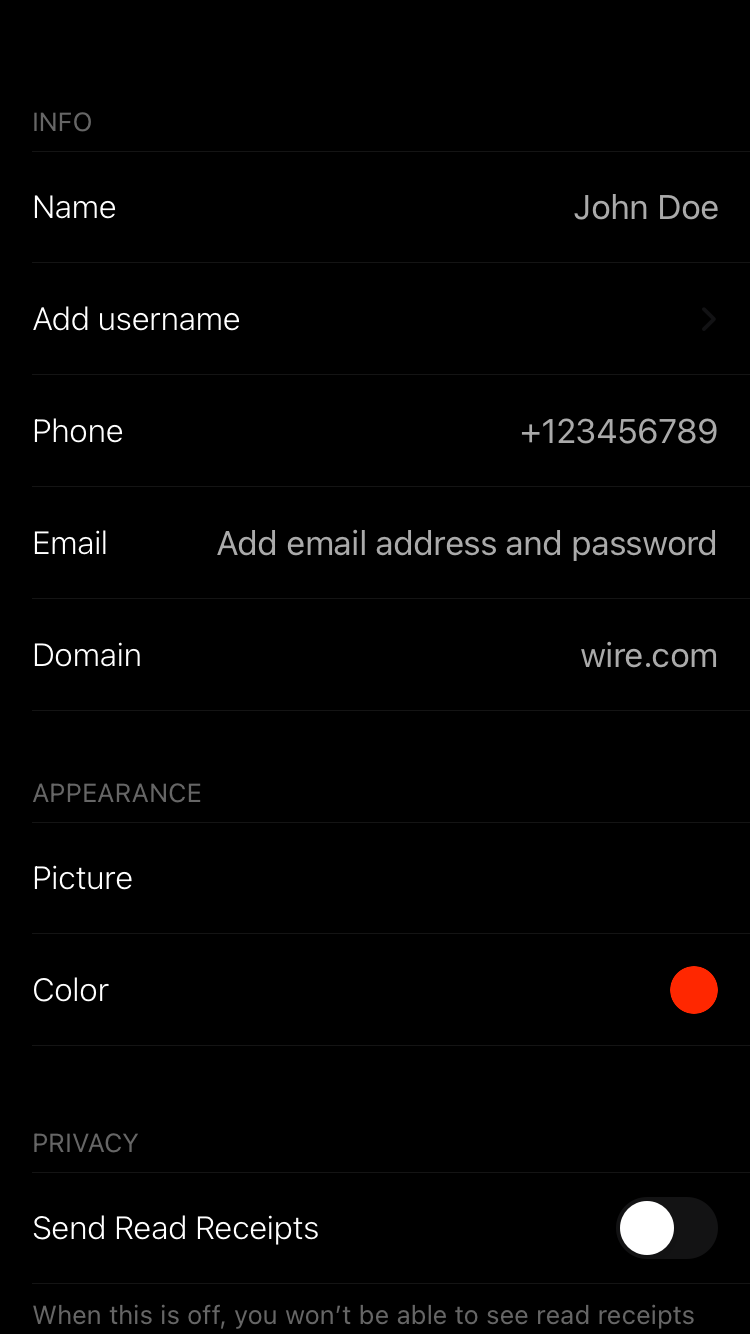 INFO
Name John Doe
Add username
Phone +123456789
Email Add email address and password
Domain wire.com
APPEARANCE
Picture
Color
PRIVACY
Send Read Receipts
When this is off, you won’t be able to see read receipts